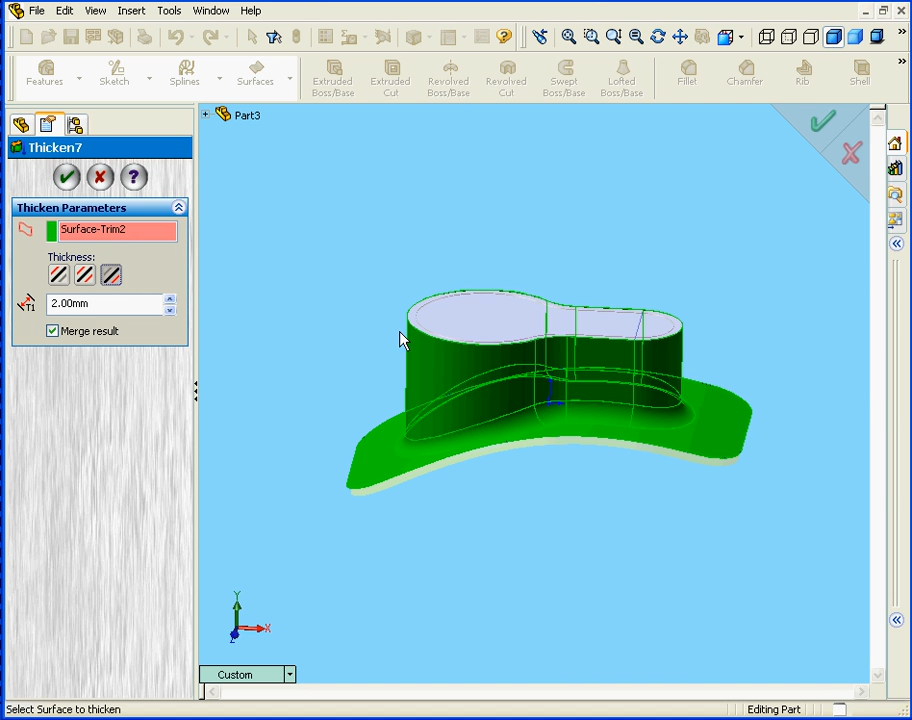 File Edit View Insert Tools Window Help
Features Sketch Splines Surfaces Extruded Boss/Base Extruded Cut Revolved Boss/Base Revolved Cut Swept Boss/Base Lofted Boss/Base Fillet Chamfer Rib Shell
Part3
Thicken7
Thicken Parameters
Surface-Trim2
Thickness:
T1 2.00mm
Merge result
X
Y
Z
Custom
Select Surface to thicken
Editing Part